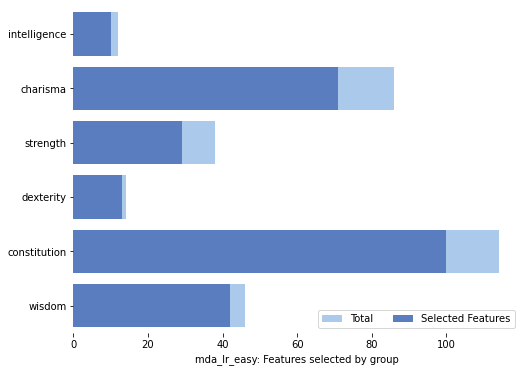 intelligence
charisma
strength
dexterity
constitution
wisdom
Total Selected Features
0 20 40 60 80 100
mda_lr_easy: Features selected by group